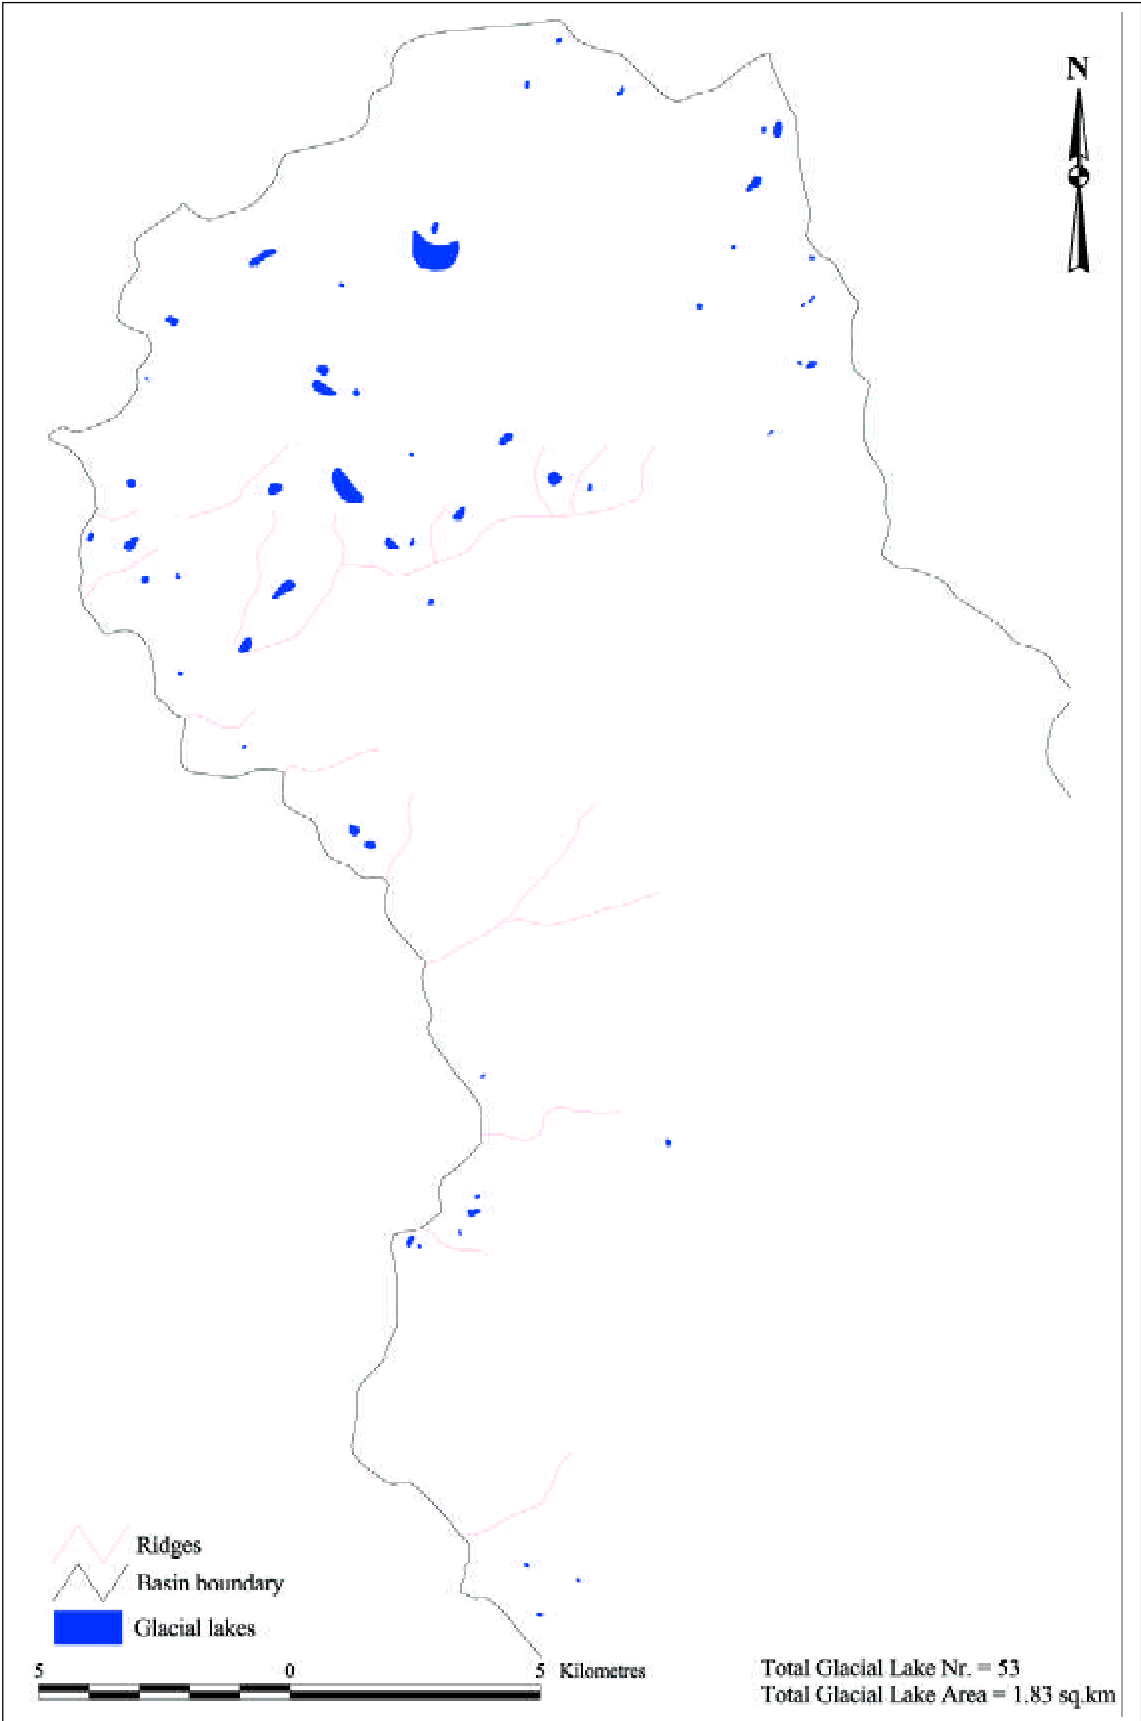 N
Ridges
Basin boundary
Glacial lakes
5 0 5 Kilometres
Total Glacial Lake Nr. = 53
Total Glacial Lake Area = 1.83 sq.km